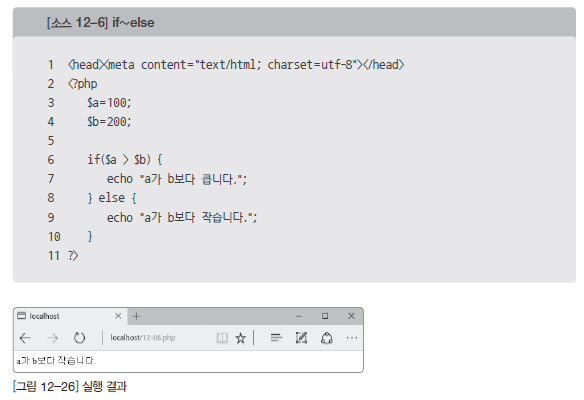 [소스 12-6] if~else
1 <head><meta content="text/html; charset=utf-8"></head>
2 <?php
3 $a=100;
4 $b=200;
5
6 if($a > $b) {
7 echo "a가 b보다 큽니다.";
8 } else {
9 echo "a가 b보다 작습니다.";
10 }
11 ?>
localhost
localhost/12-06.php
a가 b보다 작습니다.
[그림 12-26] 실행 결과